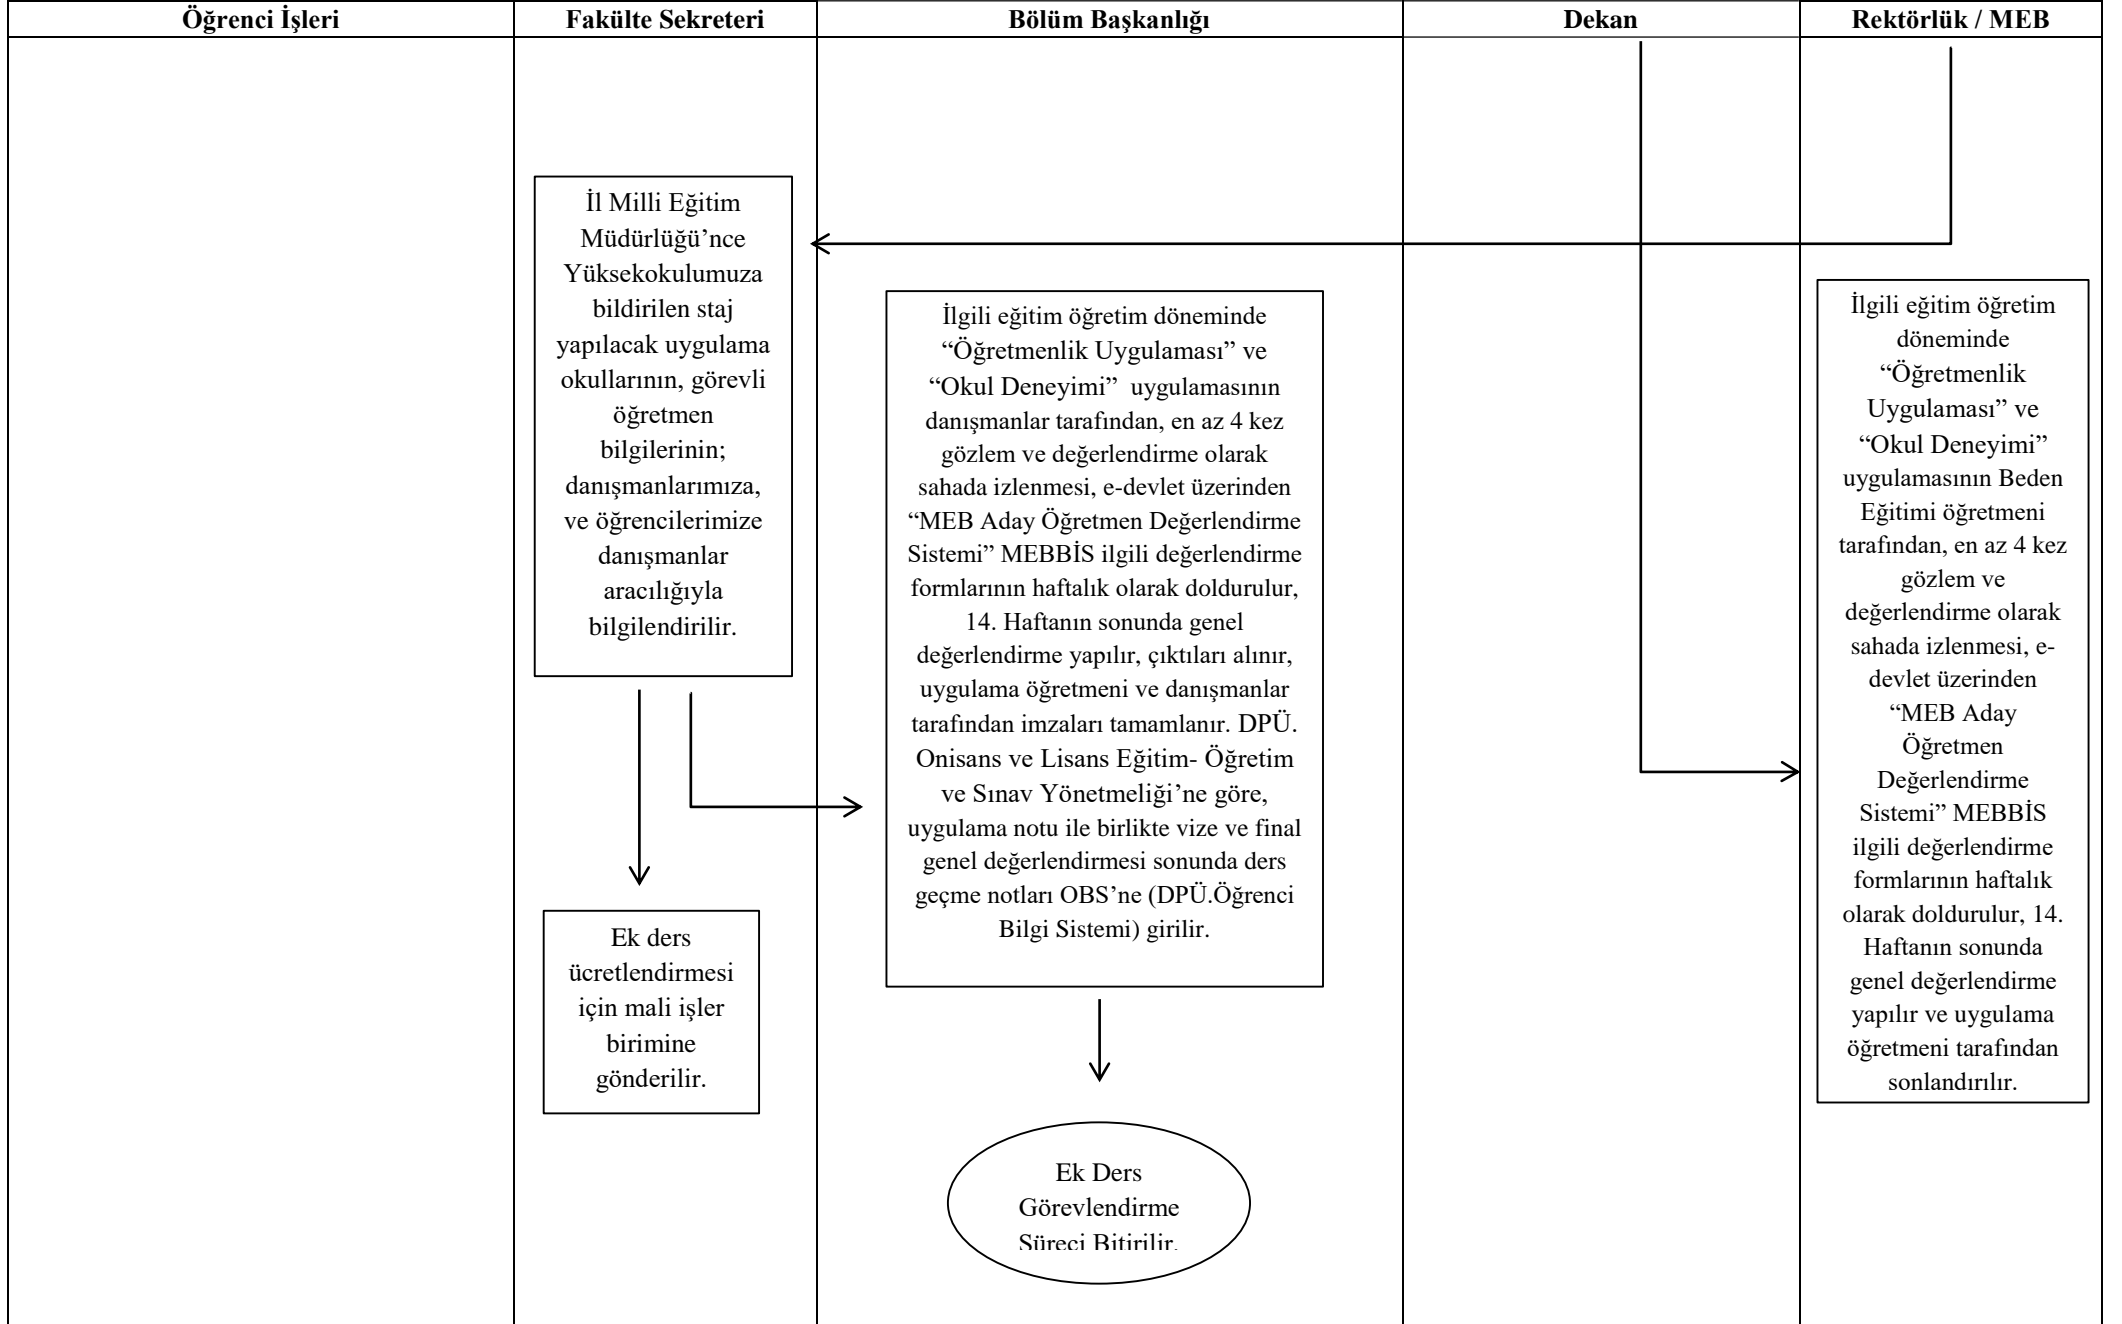 Öğrenci İşleri
Fakülte Sekreteri
Bölüm Başkanlığı
Dekan
Rektörlük / MEB
İl Milli Eğitim
Müdürlüğü’nce
Yüksekokulumuza
bildirilen staj
yapılacak uygulama
okullarının, görevli
öğretmen
bilgilerinin;
danışmanlarımıza,
ve öğrencilerimize
danışmanlar
aracılığıyla
bilgilendirilir.
Ek ders
ücretlendirmesi
için mali işler
birimine
gönderilir.
İlgili eğitim öğretim döneminde
“Öğretmenlik Uygulaması” ve
“Okul Deneyimi” uygulamasının
danışmanlar tarafından, en az 4 kez
gözlem ve değerlendirme olarak
sahada izlenmesi, e-devlet üzerinden
“MEB Aday Öğretmen Değerlendirme
Sistemi” MEBBİS ilgili değerlendirme
formlarının haftalık olarak doldurulur,
14. Haftanın sonunda genel
değerlendirme yapılır, çıktıları alınır,
uygulama öğretmeni ve danışmanlar
tarafından imzaları tamamlanır. DPÜ.
Onisans ve Lisans Eğitim- Öğretim
ve Sınav Yönetmeliği’ne göre,
uygulama notu ile birlikte vize ve final
genel değerlendirmesi sonunda ders
geçme notları OBS’ne (DPÜ.Öğrenci
Bilgi Sistemi) girilir.
Ek Ders
Görevlendirme
Süreci Bitirilir.
İlgili eğitim öğretim
döneminde
“Öğretmenlik
Uygulaması” ve
“Okul Deneyimi”
uygulamasının Beden
Eğitimi öğretmeni
tarafından, en az 4 kez
gözlem ve
değerlendirme olarak
sahada izlenmesi, e-
devlet üzerinden
“MEB Aday
Öğretmen
Değerlendirme
Sistemi” MEBBİS
ilgili değerlendirme
formlarının haftalık
olarak doldurulur, 14.
Haftanın sonunda
genel değerlendirme
yapılır ve uygulama
öğretmeni tarafından
sonlandırılır.